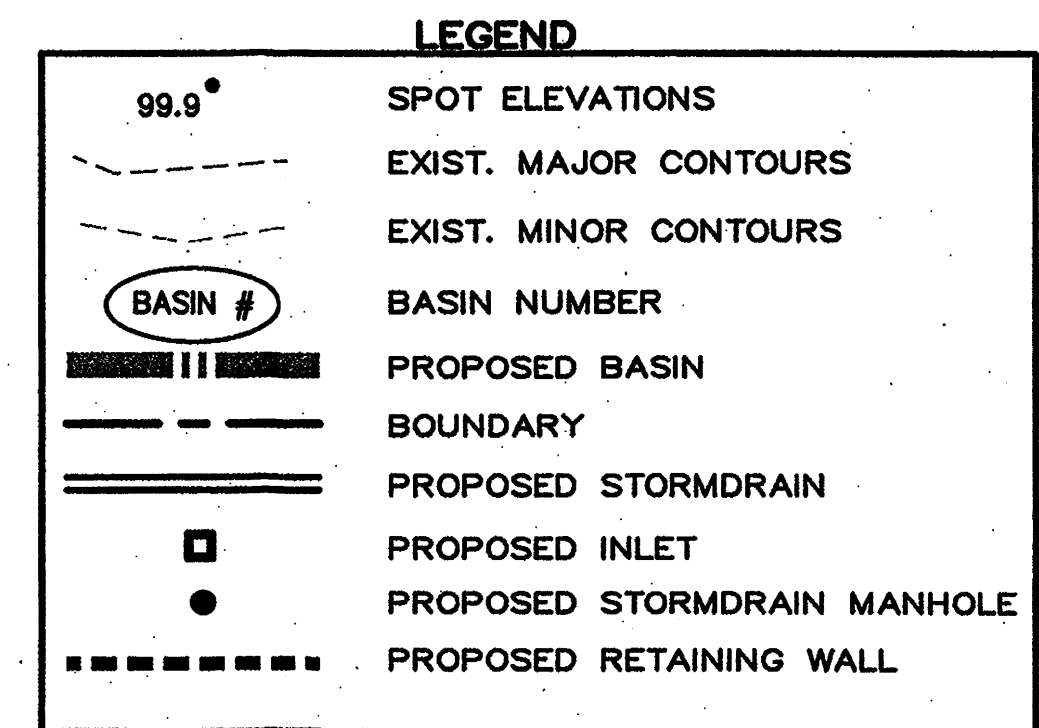 LEGEND
99.9 SPOT ELEVATIONS
EXIST. MAJOR CONTOURS
EXIST. MINOR CONTOURS
BASIN # BASIN NUMBER
PROPOSED BASIN
BOUNDARY
PROPOSED STORMDRAIN
PROPOSED INLET
PROPOSED STORMDRAIN MANHOLE
PROPOSED RETAINING WALL